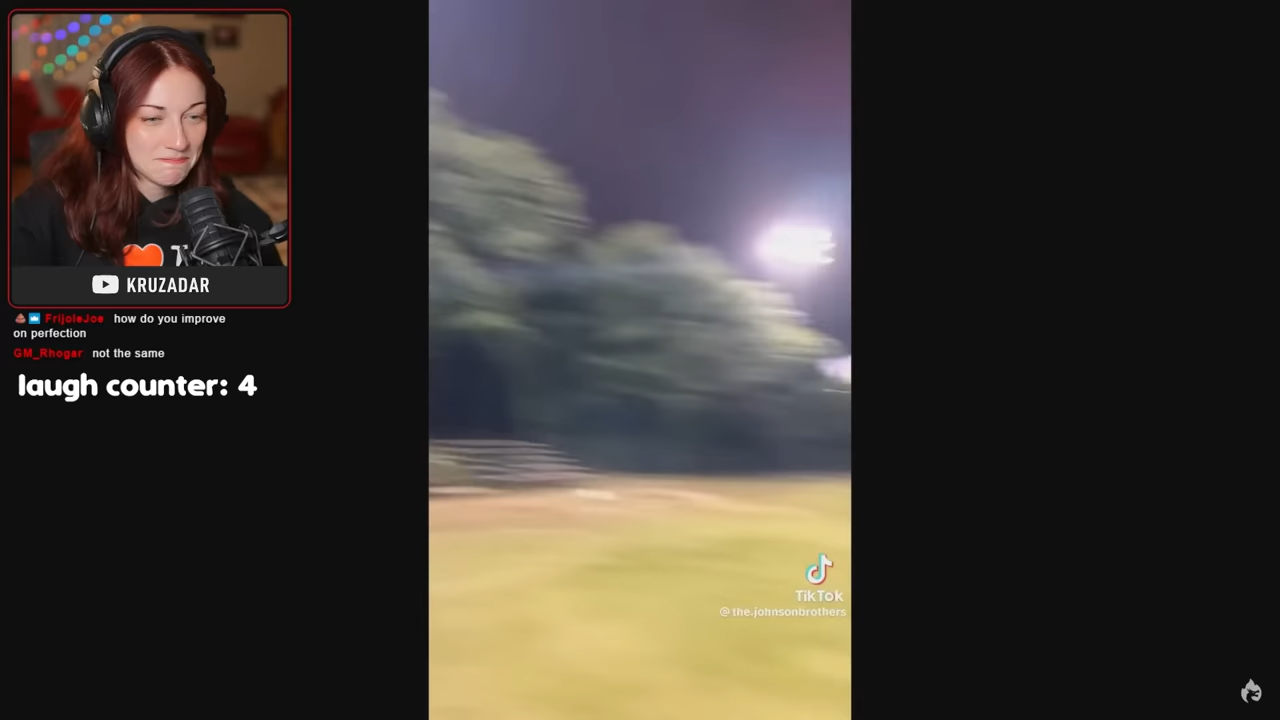 KRUZADAR
FrijoleJoe how do you improve
on perfection
GM_Rhogar not the same
laugh counter: 4
TikTok
@the.johnsonbrothers